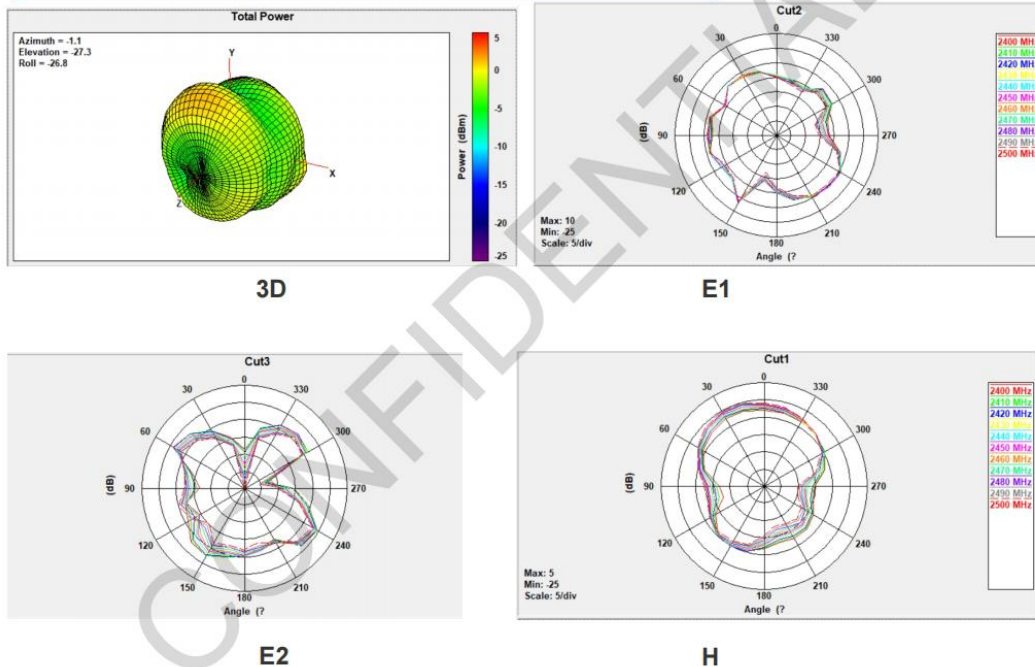 Total Power
Azimuth = -1.1
Elevation = -27.3
Roll = -26.8
Y
X
Z
5
0
-5
-10
-15
-20
-25
Power (dBm)
3D
Cut2
0
30
330
60
300
90
270
120
240
150
210
180
(dB)
Max: 10
Min: -25
Scale: 5/div
Angle (?
2400 MHz
2410 MHz
2420 MHz
2430 MHz
2440 MHz
2450 MHz
2460 MHz
2470 MHz
2480 MHz
2490 MHz
2500 MHz
E1
Cut3
0
30
330
60
300
90
270
120
240
150
210
180
(dB)
Angle (?
E2
Cut1
0
30
330
60
300
90
270
120
240
150
210
180
(dB)
Max: 5
Min: -25
Scale: 5/div
Angle (?
2400 MHz
2410 MHz
2420 MHz
2430 MHz
2440 MHz
2450 MHz
2460 MHz
2470 MHz
2480 MHz
2490 MHz
2500 MHz
H
CONFIDENTIAL